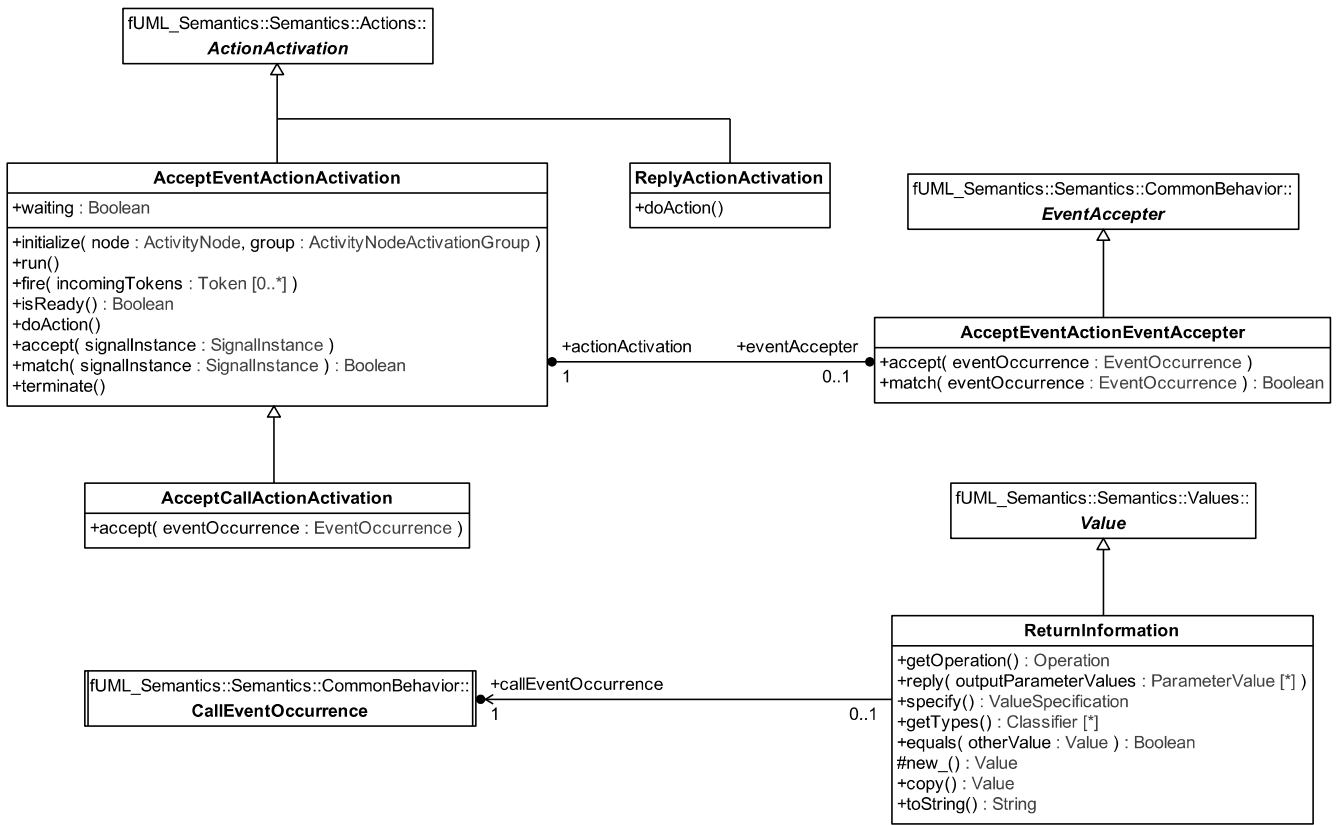 fUML_Semantics::Semantics::Actions::
ActionActivation
AcceptEventActionActivation
+waiting : Boolean
+initialize( node : ActivityNode, group : ActivityNodeActivationGroup )
+run()
+fire( incomingTokens : Token [0..*] )
+isReady() : Boolean
+doAction()
+accept( signalInstance : SignalInstance )
+match( signalInstance : SignalInstance ) : Boolean
+terminate()
ReplyActionActivation
+doAction()
fUML_Semantics::Semantics::CommonBehavior::
EventAccepter
+actionActivation
1
+eventAccepter
0..1
AcceptEventActionEventAccepter
+accept( eventOccurrence : EventOccurrence )
+match( eventOccurrence : EventOccurrence ) : Boolean
AcceptCallActionActivation
+accept( eventOccurrence : EventOccurrence )
fUML_Semantics::Semantics::Values::
Value
fUML_Semantics::Semantics::CommonBehavior::
CallEventOccurrence
+callEventOccurrence
1
0..1
ReturnInformation
+getOperation() : Operation
+reply( outputParameterValues : ParameterValue [*] )
+specify() : ValueSpecification
+getTypes() : Classifier [*]
+equals( otherValue : Value ) : Boolean
#new_() : Value
+copy() : Value
+toString() : String